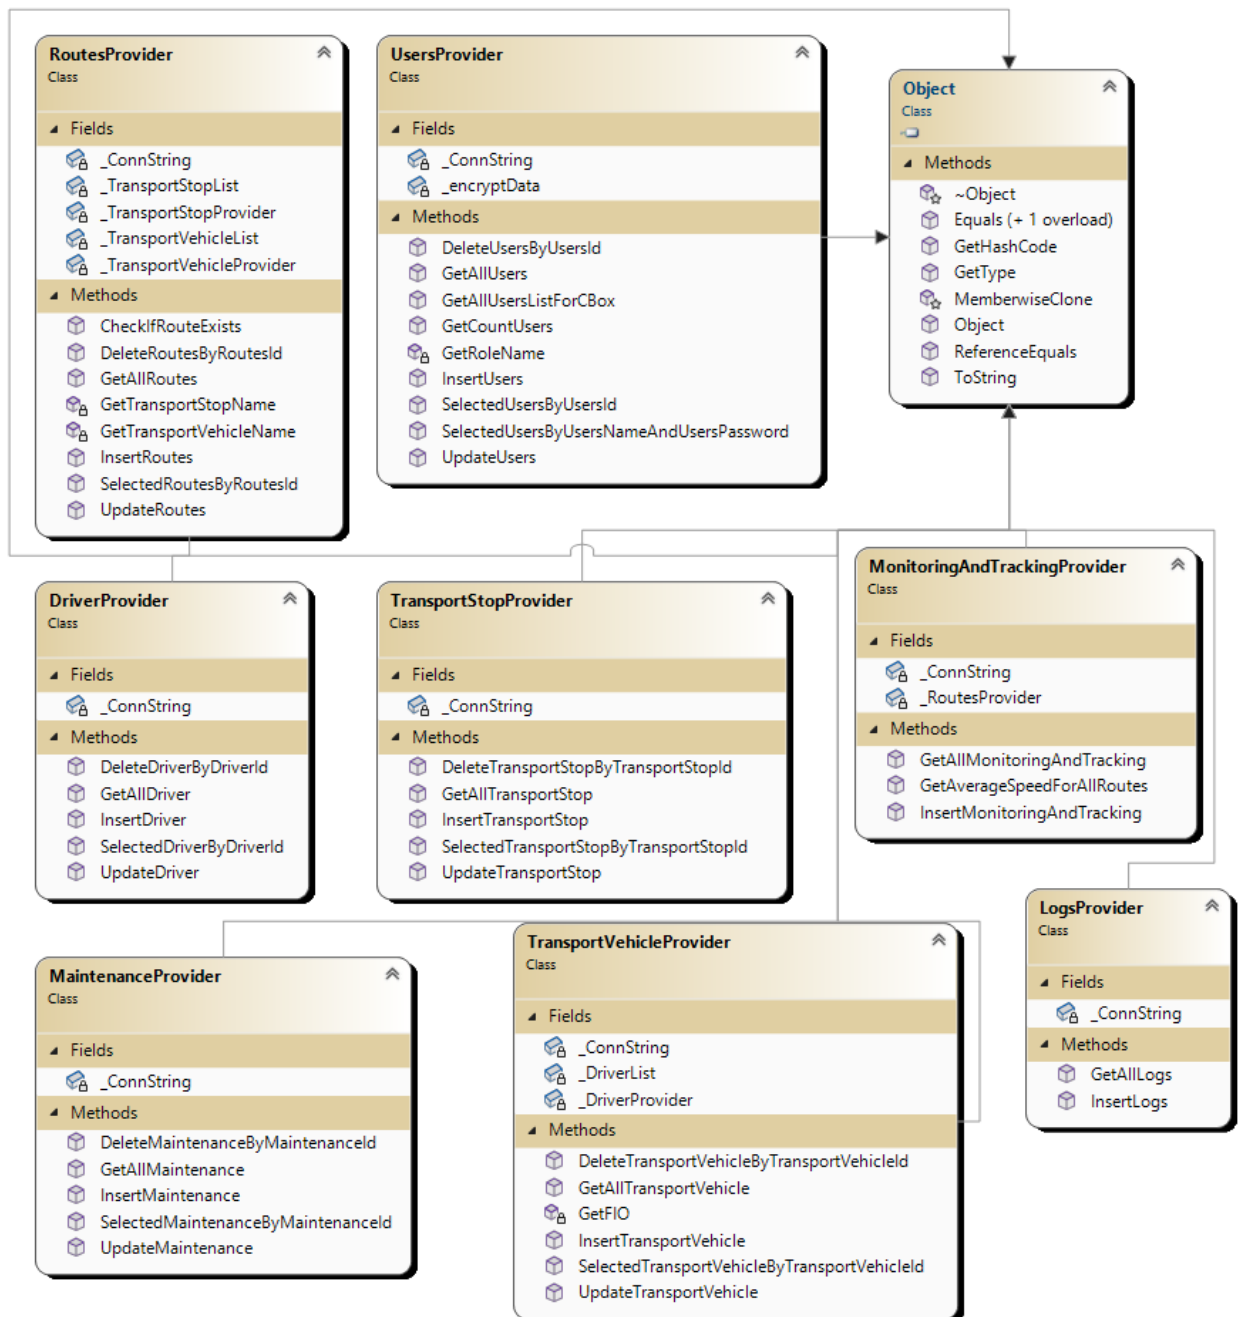 RoutesProvider
Class
Fields
_ConnString
_TransportStopList
_TransportStopProvider
_TransportVehicleList
_TransportVehicleProvider
Methods
CheckIfRouteExists
DeleteRoutesByRoutesId
GetAllRoutes
GetTransportStopName
GetTransportVehicleName
InsertRoutes
SelectedRoutesByRoutesId
UpdateRoutes
UsersProvider
Class
Fields
_ConnString
_encryptData
Methods
DeleteUsersByUsersId
GetAllUsers
GetAllUsersListForCBox
GetCountUsers
GetRoleName
InsertUsers
SelectedUsersByUsersId
SelectedUsersByUsersNameAndUsersPassword
UpdateUsers
Object
Class
Methods
~Object
Equals (+ 1 overload)
GetHashCode
GetType
MemberwiseClone
Object
ReferenceEquals
ToString
DriverProvider
Class
Fields
_ConnString
Methods
DeleteDriverByDriverId
GetAllDriver
InsertDriver
SelectedDriverByDriverId
UpdateDriver
TransportStopProvider
Class
Fields
_ConnString
Methods
DeleteTransportStopByTransportStopId
GetAllTransportStop
InsertTransportStop
SelectedTransportStopByTransportStopId
UpdateTransportStop
MonitoringAndTrackingProvider
Class
Fields
_ConnString
_RoutesProvider
Methods
GetAllMonitoringAndTracking
GetAverageSpeedForAllRoutes
InsertMonitoringAndTracking
MaintenanceProvider
Class
Fields
_ConnString
Methods
DeleteMaintenanceByMaintenanceId
GetAllMaintenance
InsertMaintenance
SelectedMaintenanceByMaintenanceId
UpdateMaintenance
TransportVehicleProvider
Class
Fields
_ConnString
_DriverList
_DriverProvider
Methods
DeleteTransportVehicleByTransportVehicleId
GetAllTransportVehicle
GetFIO
InsertTransportVehicle
SelectedTransportVehicleByTransportVehicleId
UpdateTransportVehicle
LogsProvider
Class
Fields
_ConnString
Methods
GetAllLogs
InsertLogs